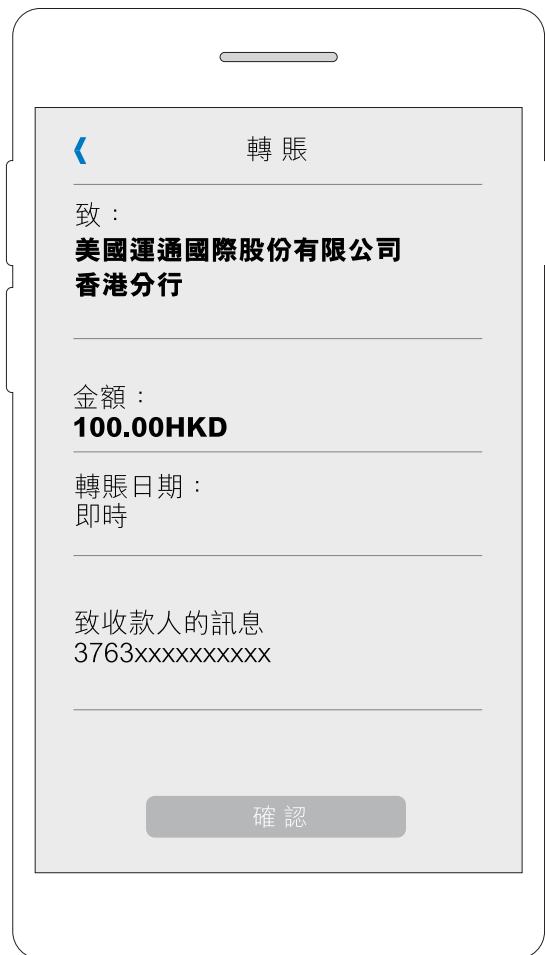 轉賬
致：
美國運通國際股份有限公司
香港分行
金額：
100.00HKD
轉賬日期：
即時
致收款人的訊息
3763xxxxxxxxxxx
確認